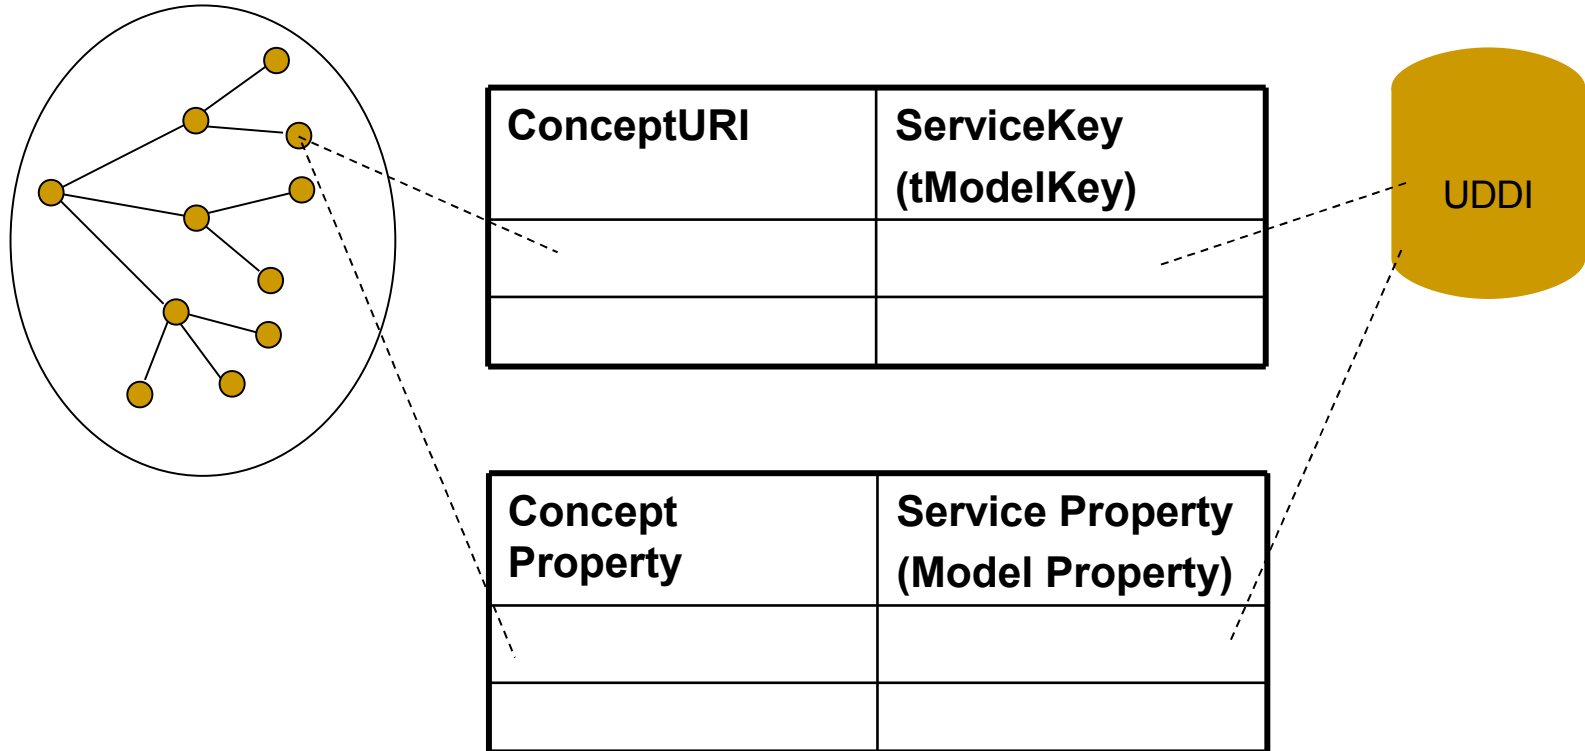 ConceptURI
ServiceKey
(tModelKey)
UDDI
Concept
Property
Service Property
(Model Property)